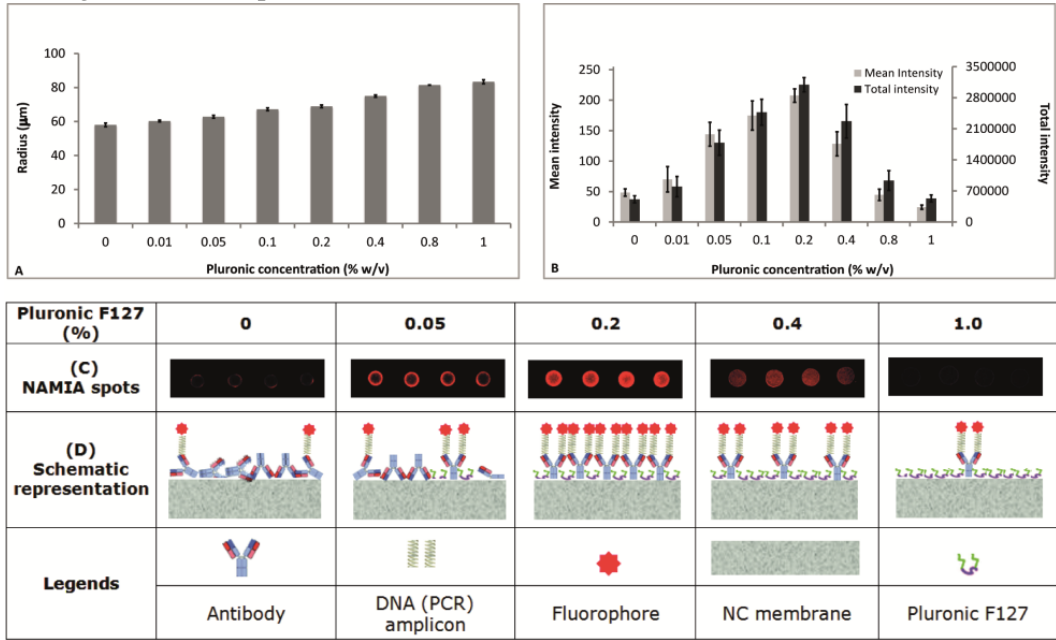 100
80
60
40
20
0
Radius (µm)
0 0.01 0.05 0.1 0.2 0.4 0.8 1
Pluronic concentration (% w/v)
A
250
200
150
100
50
0
Mean intensity
Mean Intensity
Total intensity
3500000
2800000
2100000
1400000
700000
0
Total intensity
0 0.01 0.05 0.1 0.2 0.4 0.8 1
Pluronic concentration (% w/v)
B
Pluronic F127 (%) 0 0.05 0.2 0.4 1.0
(C)
NAMIA spots
(D)
Schematic
representation
Legends
Antibody
DNA (PCR)
amplicon
Fluorophore
NC membrane
Pluronic F127